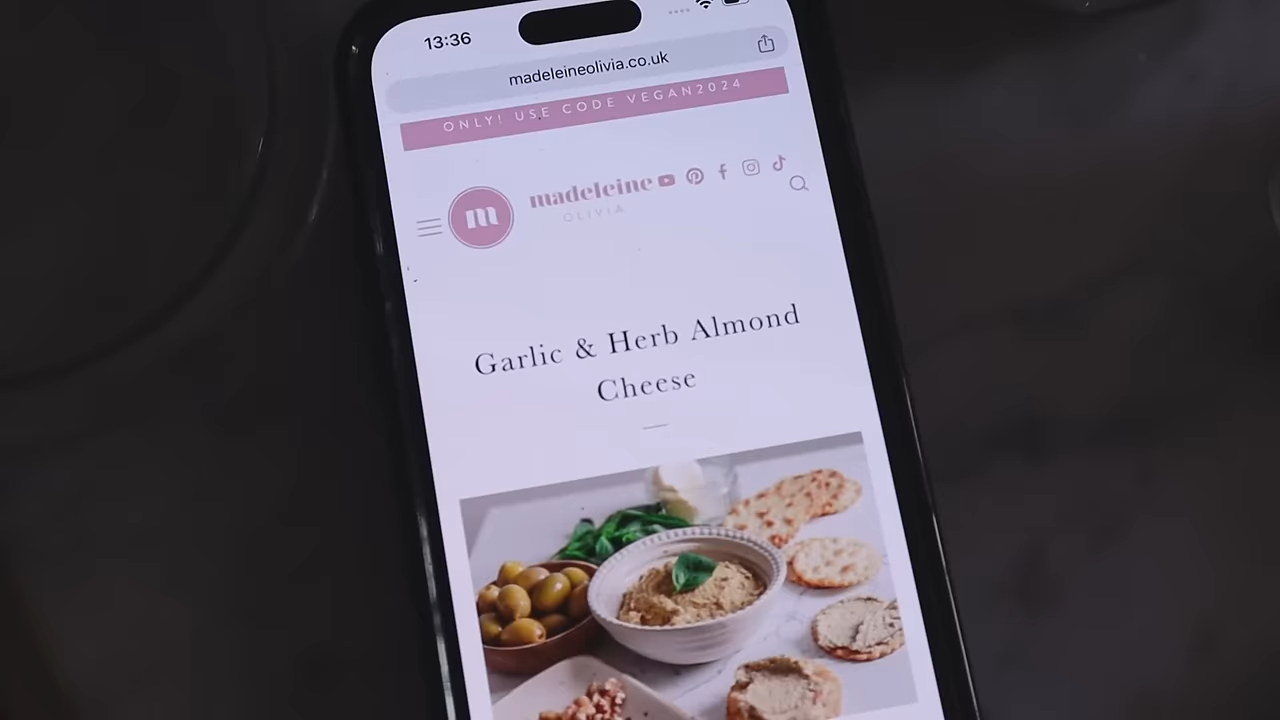 13:36
madeleineolivia.co.uk
ONLY! USE CODE VEGAN2024
m
madeleine
OLIVIA
Garlic & Herb Almond
Cheese